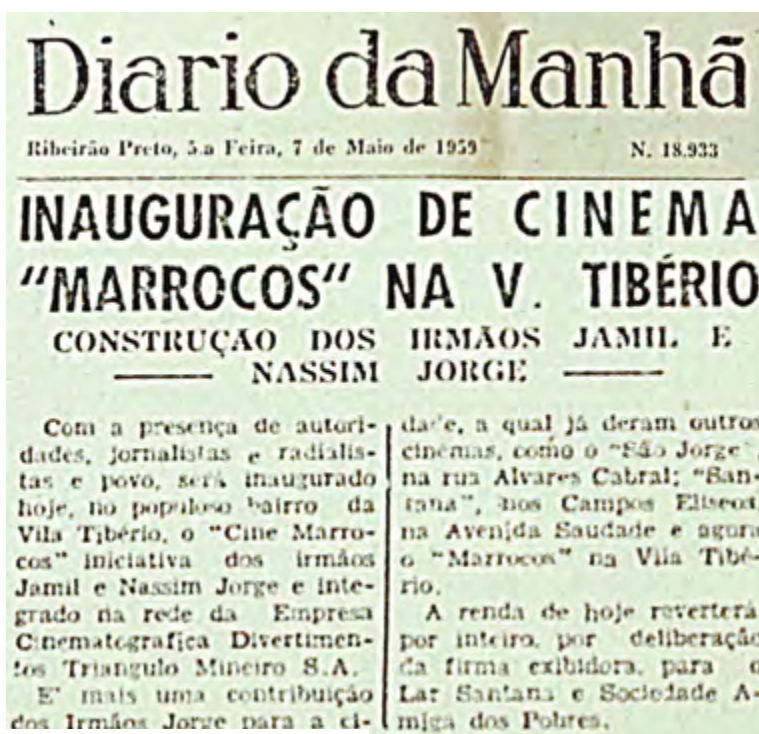 Diario da Manhã
Ribeirão Preto, 5.a Feira, 7 de Maio de 1959 N. 18.933
INAUGURAÇÃO DE CINEMA
"MARROCOS" NA V. TIBÉRIO
CONSTRUÇÃO DOS IRMÃOS JAMIL E
NASSIM JORGE
Com a presença de autori-
dades, jornalistas e radialis-
tas e povo, será inaugurado
hoje, no populoso bairro da
Vila Tibério, o "Cine Marro-
cos" iniciativa dos irmãos
Jamil e Nassim Jorge e inte-
grado na rede da Empresa
Cinematografica Divertimen-
tos Triangulo Mineiro S.A.
E' mais uma contribuição
dos Irmãos Jorge para a ci-
dade, a qual já deram outros
cinemas, como o "São Jorge",
na rua Alvares Cabral; "San-
tana", nos Campos Eliseos,
na Avenida Saudade e agora
o "Marrocos" na Vila Tibé-
rio.
A renda de hoje reverterá
por inteiro, por deliberação
da firma exibidora, para o
Lar Santana e Sociedade A-
miga dos Pobres.